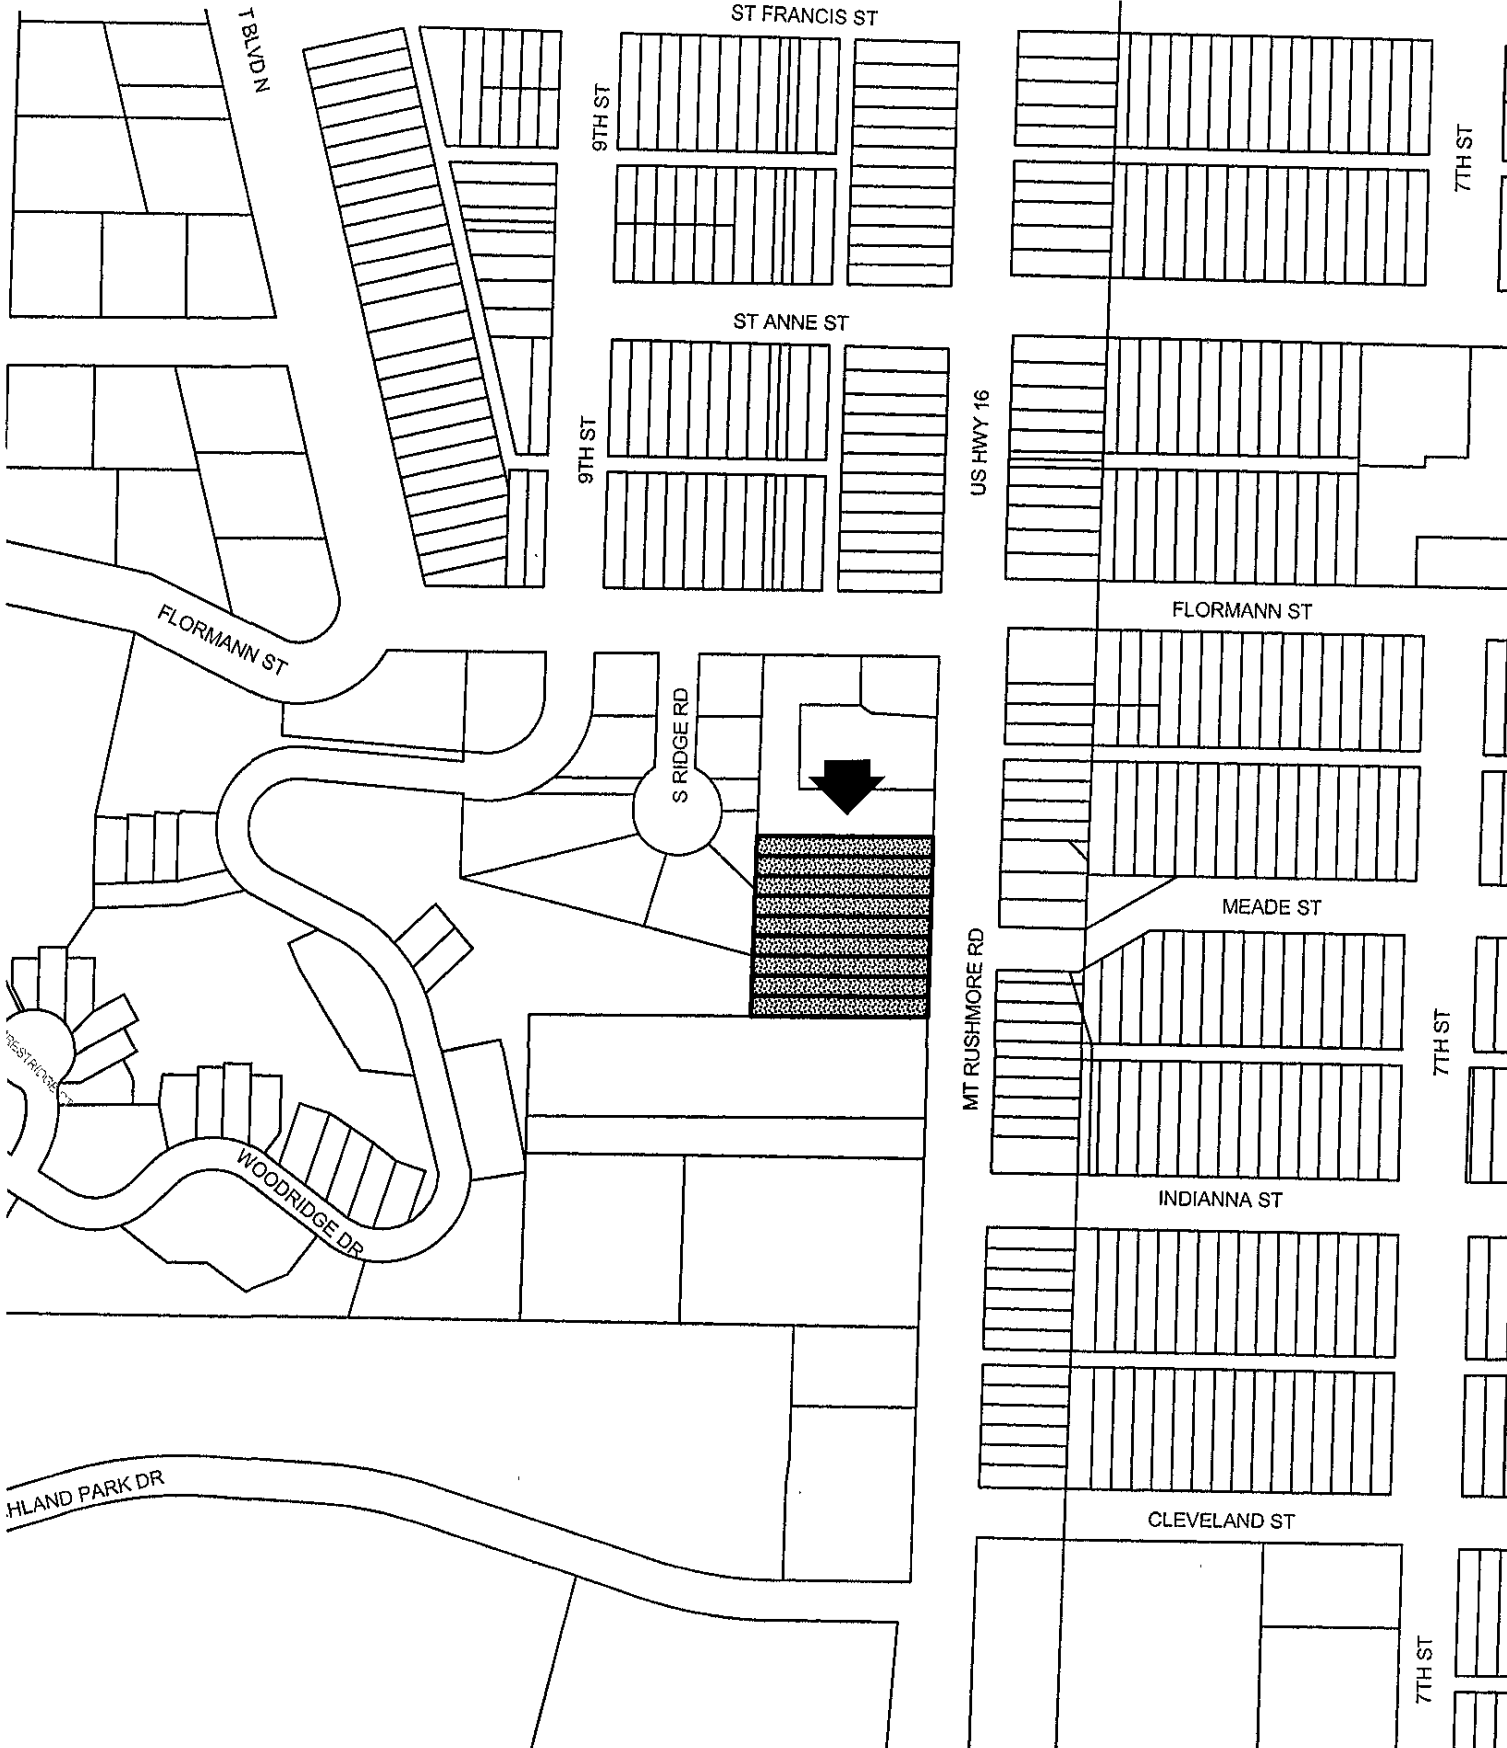 ST FRANCIS ST
T BLVD N
9TH ST
7TH ST
ST ANNE ST
US HWY 16
9TH ST
FLORMANN ST
FLORMANN ST
S RIDGE RD
MEADE ST
MT RUSHMORE RD
7TH ST
WOODRIDGE DR
INDIANNA ST
HLAND PARK DR
CLEVELAND ST
7TH ST